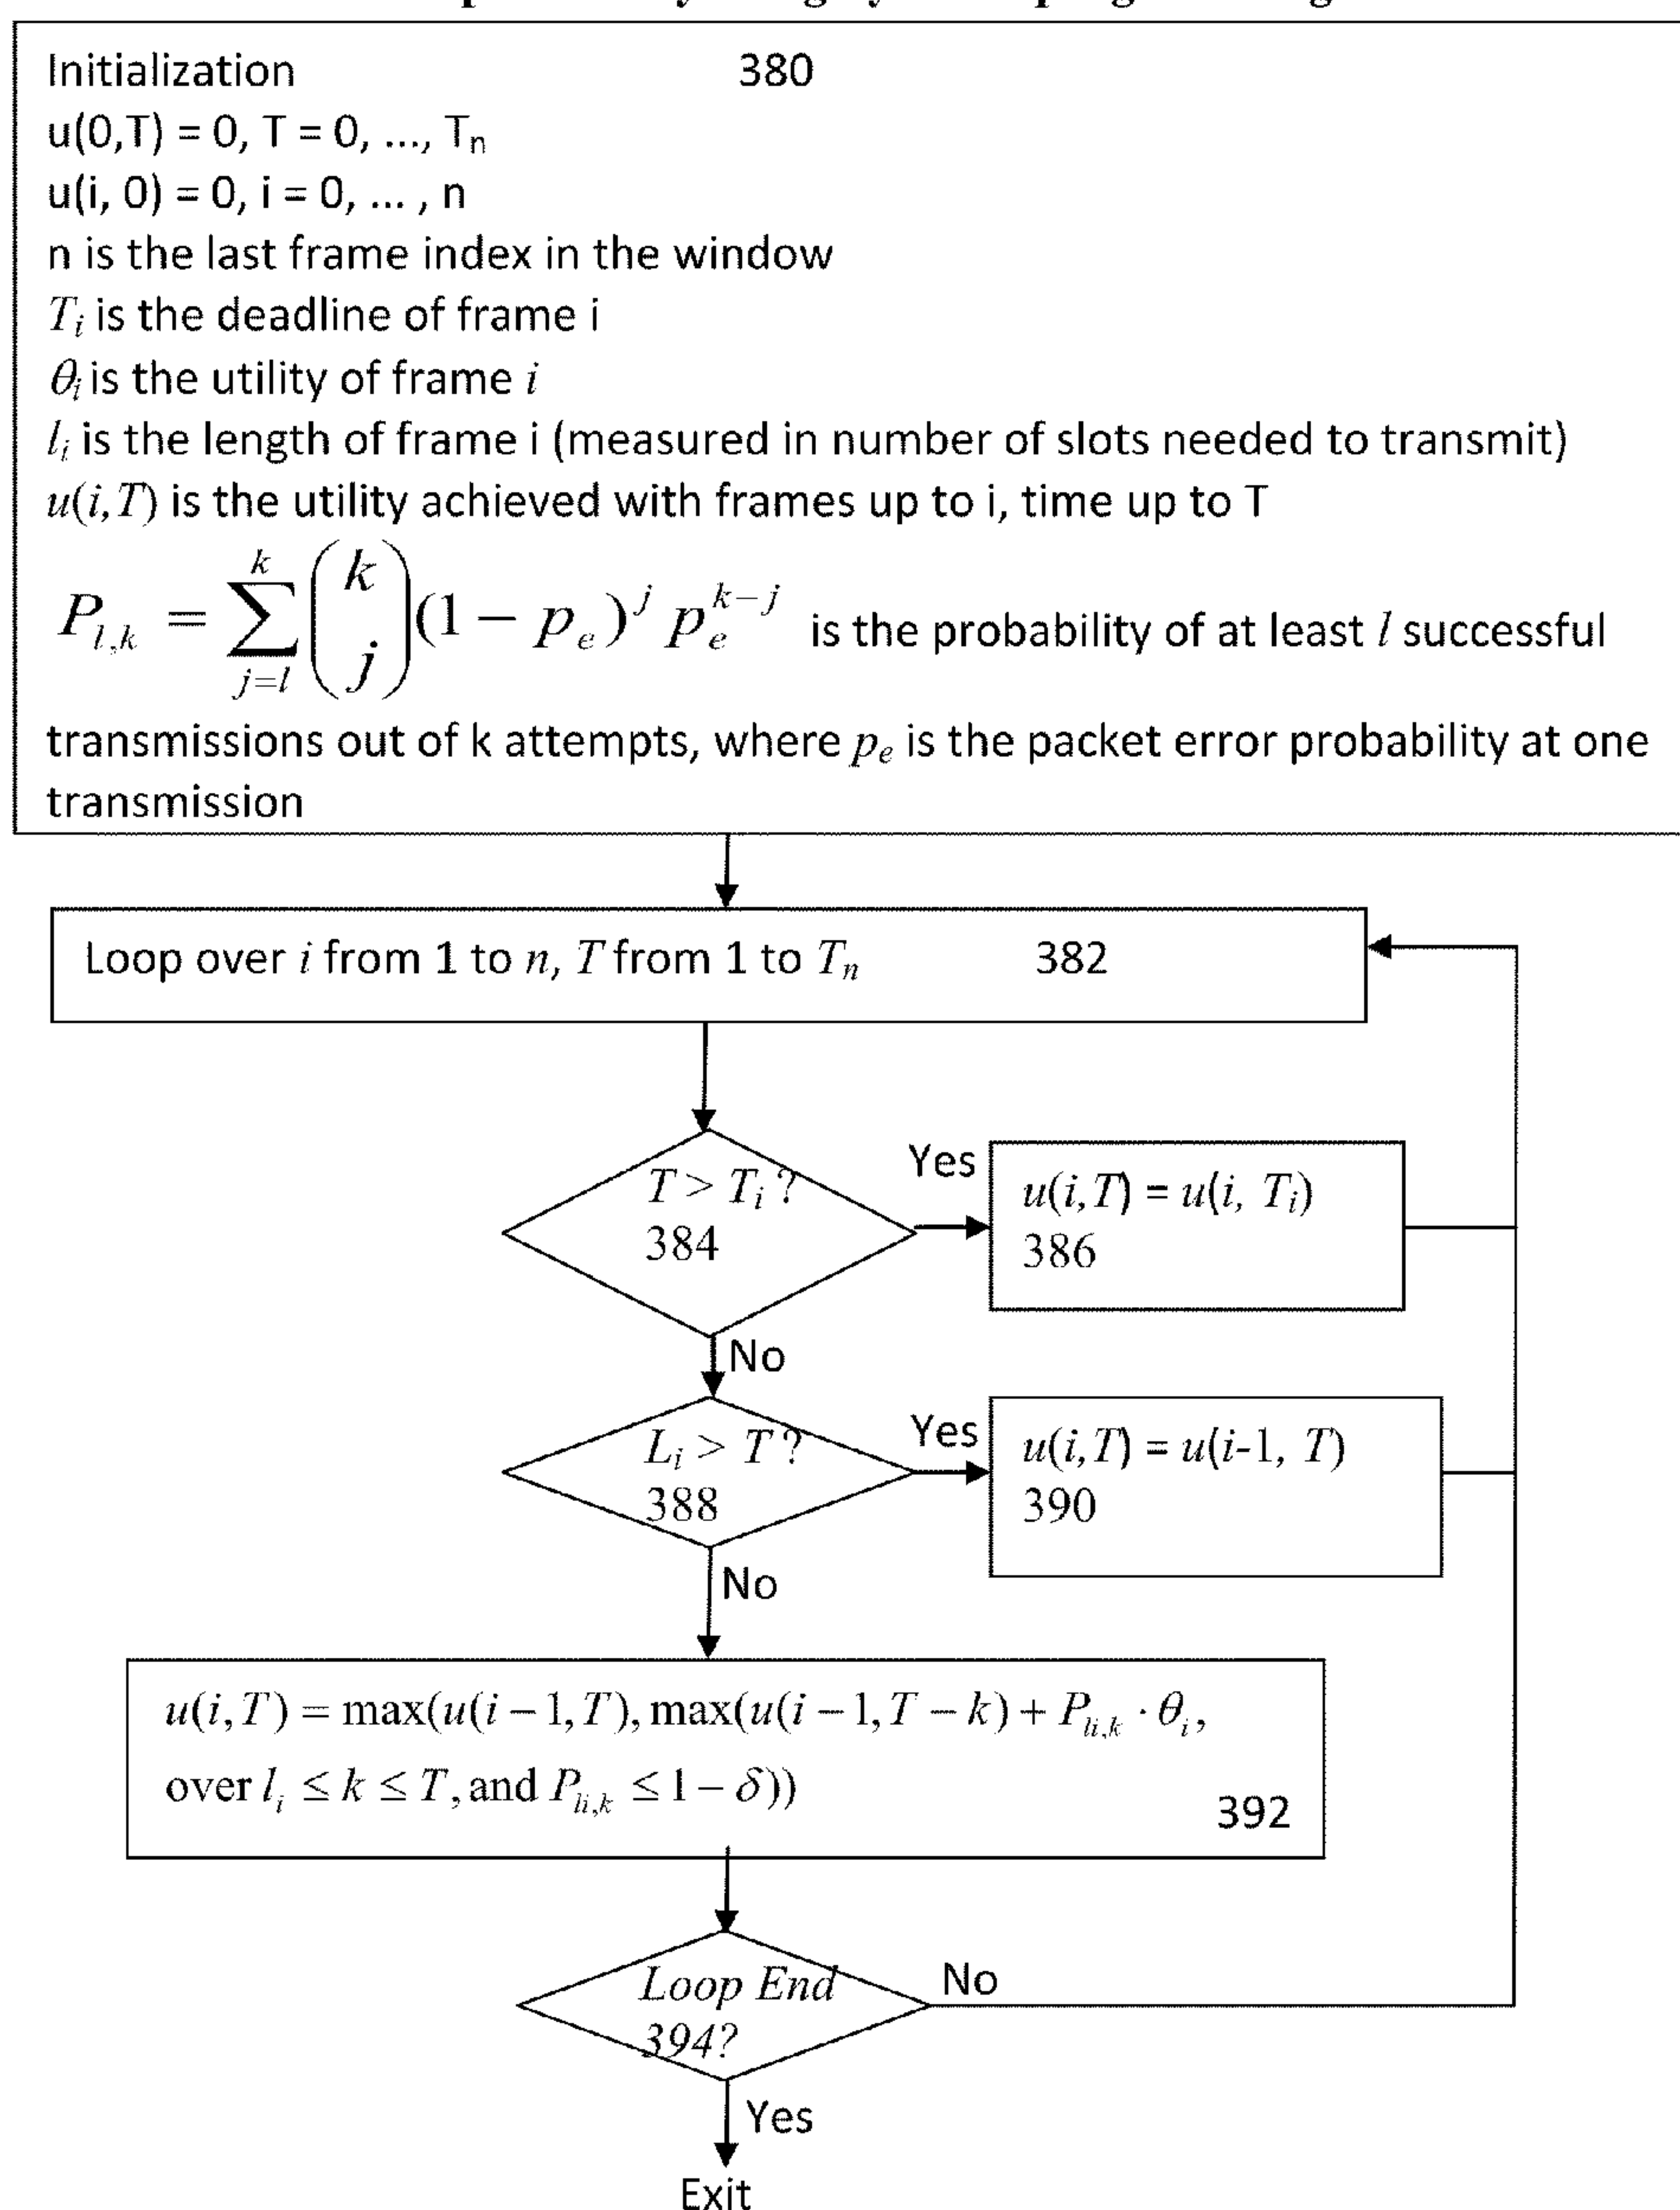 Initialization 380
u(0,T) = 0, T = 0, ..., Tₙ
u(i, 0) = 0, i = 0, ... , n
n is the last frame index in the window
Tᵢ is the deadline of frame i
θᵢ is the utility of frame i
lᵢ is the length of frame i (measured in number of slots needed to transmit)
u(i,T) is the utility achieved with frames up to i, time up to T
P_{l,k} = \sum_{j=l}^{k} \binom{k}{j} (1 − p_e)^j p_e^{k−j} is the probability of at least l successful
transmissions out of k attempts, where pₑ is the packet error probability at one
transmission
Loop over i from 1 to n, T from 1 to Tₙ 382
T > Tᵢ ?
384
Yes
u(i,T) = u(i, Tᵢ)
386
No
Lᵢ > T ?
388
Yes
u(i,T) = u(i-1, T)
390
No
u(i,T) = max(u(i − 1,T), max(u(i − 1,T − k) + P_{li,k} · θᵢ,
over lᵢ ≤ k ≤ T, and P_{li,k} ≤ 1 − δ))
392
Loop End
394?
No
Yes
Exit